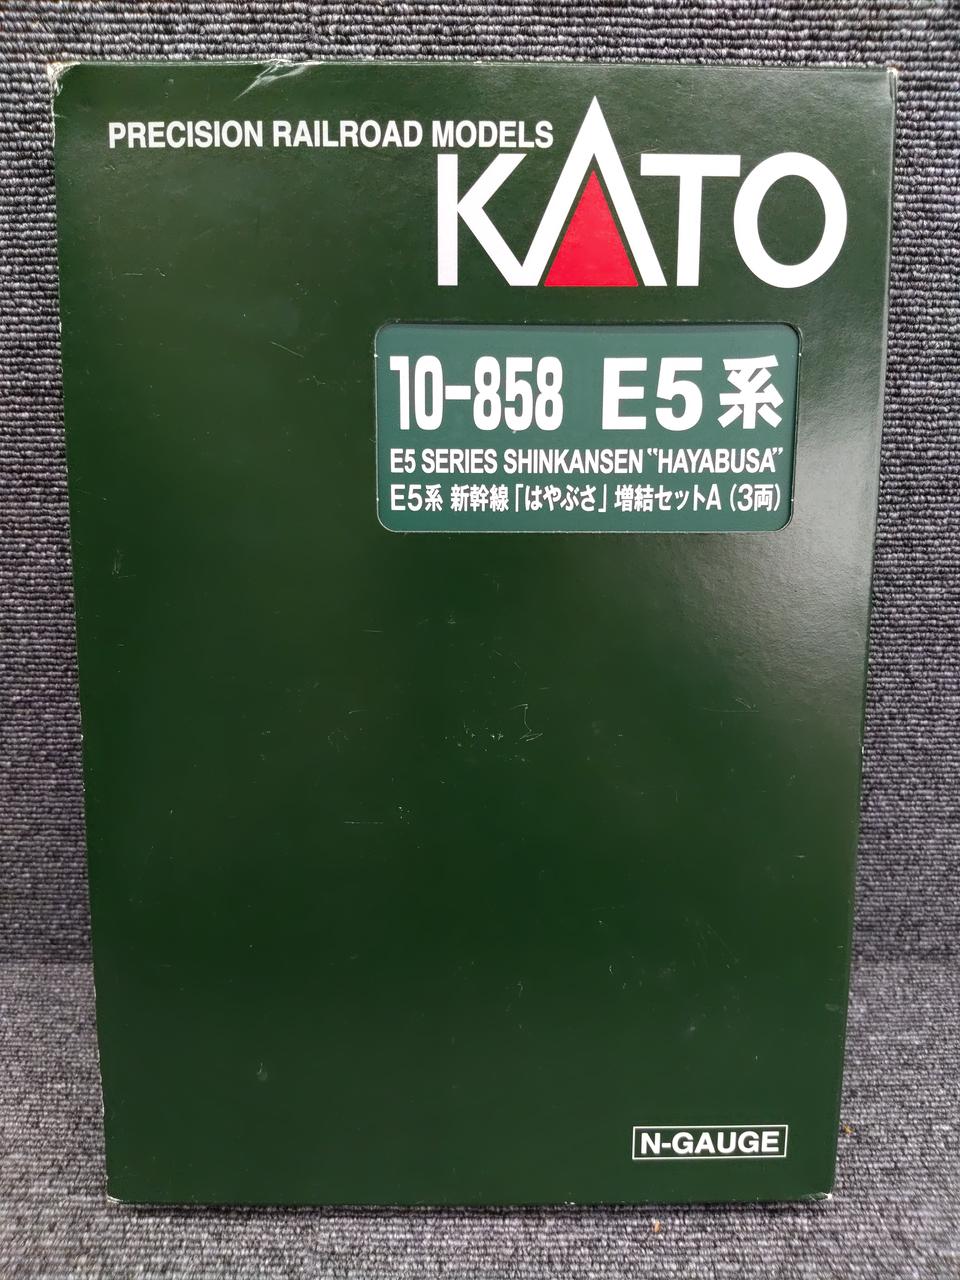 PRECISION RAILROAD MODELS
KATO
10-858 E5系
E5 SERIES SHINKANSEN "HAYABUSA"
E5系 新幹線「はやぶさ」増結セットA(3両)
N-GAUGE